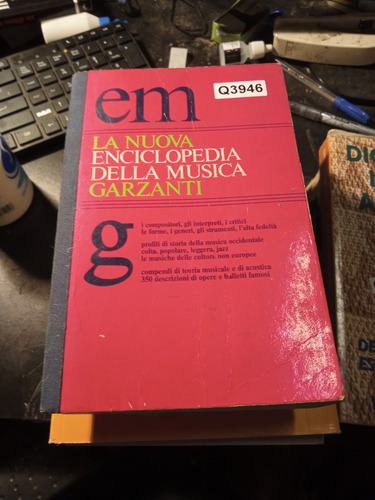 em
Q3946
LA NUOVA
ENCICLOPEDIA
DELLA MUSICA
GARZANTI
g
i compositori, gli interpreti, i critici
le forme, i generi, gli strumenti, l'alta fedeltà
profili di storia della musica occidentale
colta, popolare, leggera, jazz
le musiche delle culture non europee
compendi di teoria musicale e di acustica
350 descrizioni di opere e balletti famosi